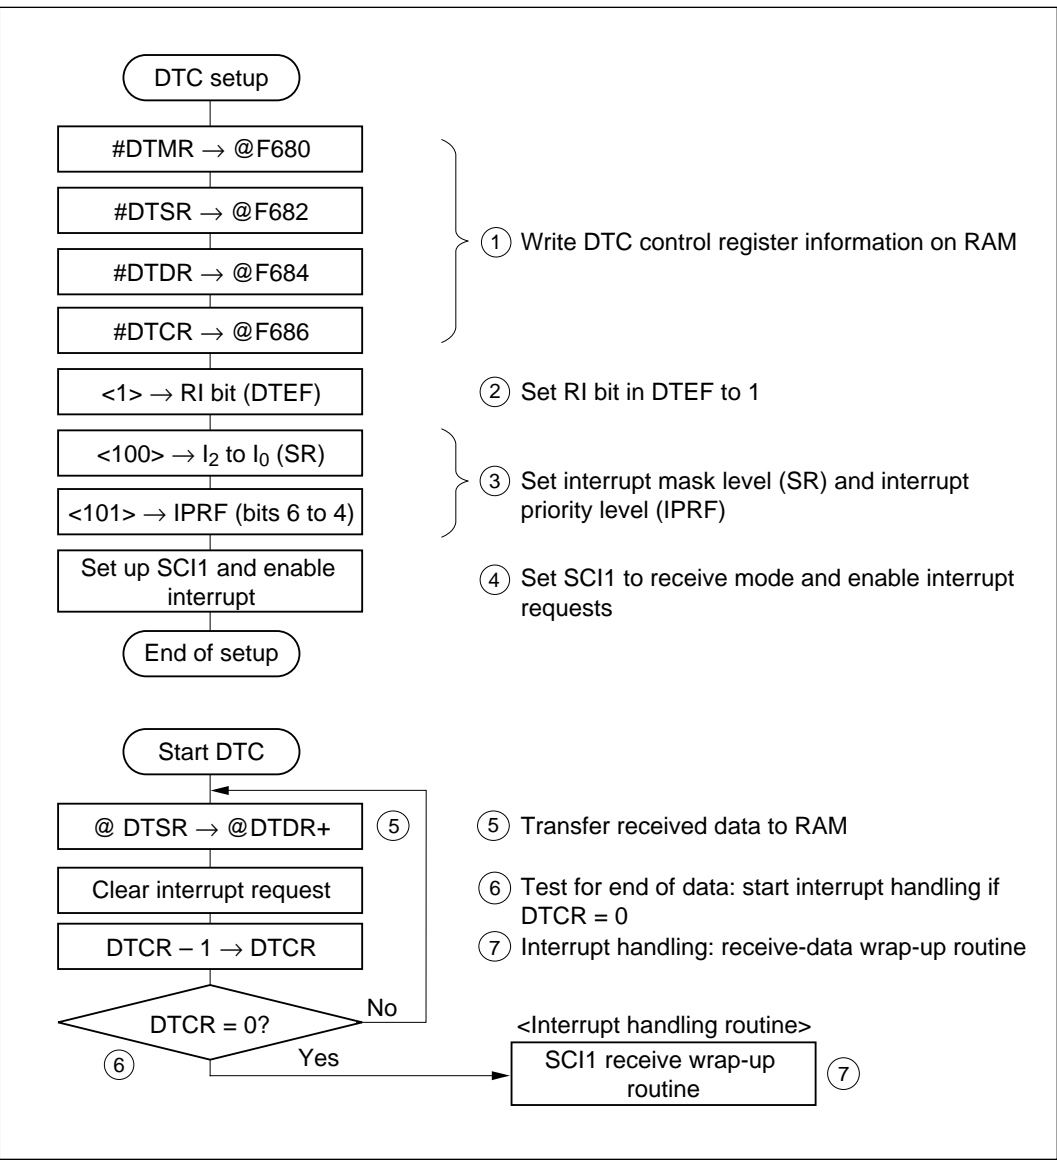 DTC setup
#DTMR → @F680
#DTSR → @F682
#DTDR → @F684
#DTCR → @F686
① Write DTC control register information on RAM
<1> → RI bit (DTEF)
② Set RI bit in DTEF to 1
<100> → I2 to I0 (SR)
<101> → IPRF (bits 6 to 4)
③ Set interrupt mask level (SR) and interrupt
priority level (IPRF)
Set up SCI1 and enable
interrupt
④ Set SCI1 to receive mode and enable interrupt
requests
End of setup
Start DTC
@ DTSR → @DTDR+
⑤
⑤ Transfer received data to RAM
Clear interrupt request
⑥ Test for end of data: start interrupt handling if
DTCR = 0
DTCR – 1 → DTCR
⑦ Interrupt handling: receive-data wrap-up routine
DTCR = 0?
No
⑥
Yes
<Interrupt handling routine>
SCI1 receive wrap-up
routine
⑦